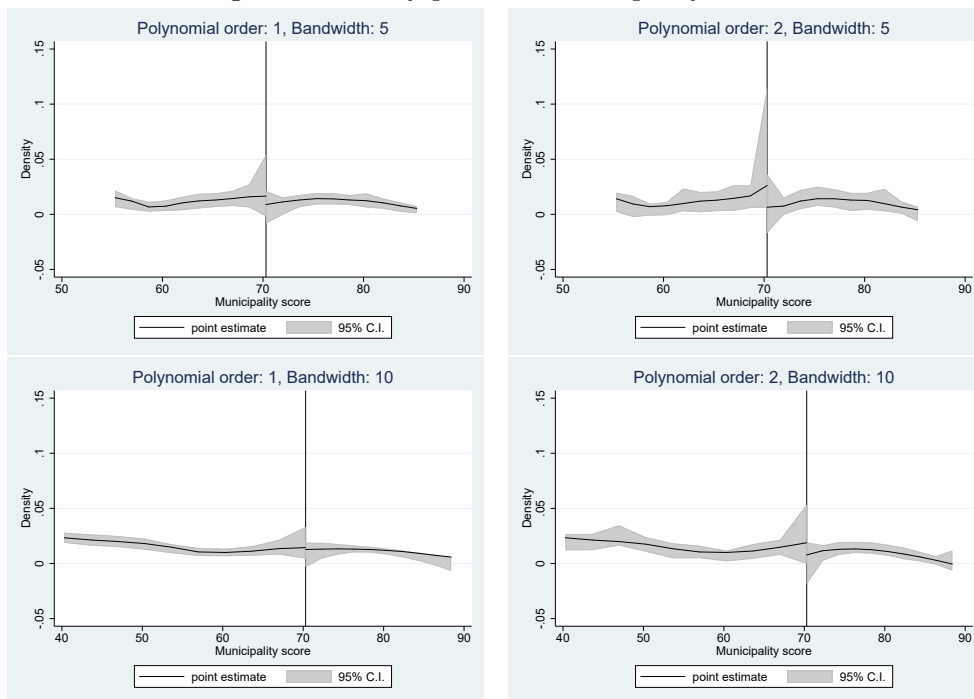 Polynomial order: 1, Bandwidth: 5
.15
.1
.05
0
-.05
Density
50 60 70 80 90
Municipality score
point estimate 95% C.I.
Polynomial order: 2, Bandwidth: 5
.15
.1
.05
0
-.05
Density
50 60 70 80 90
Municipality score
point estimate 95% C.I.
Polynomial order: 1, Bandwidth: 10
.15
.1
.05
0
-.05
Density
40 50 60 70 80 90
Municipality score
point estimate 95% C.I.
Polynomial order: 2, Bandwidth: 10
.15
.1
.05
0
-.05
Density
40 50 60 70 80 90
Municipality score
point estimate 95% C.I.